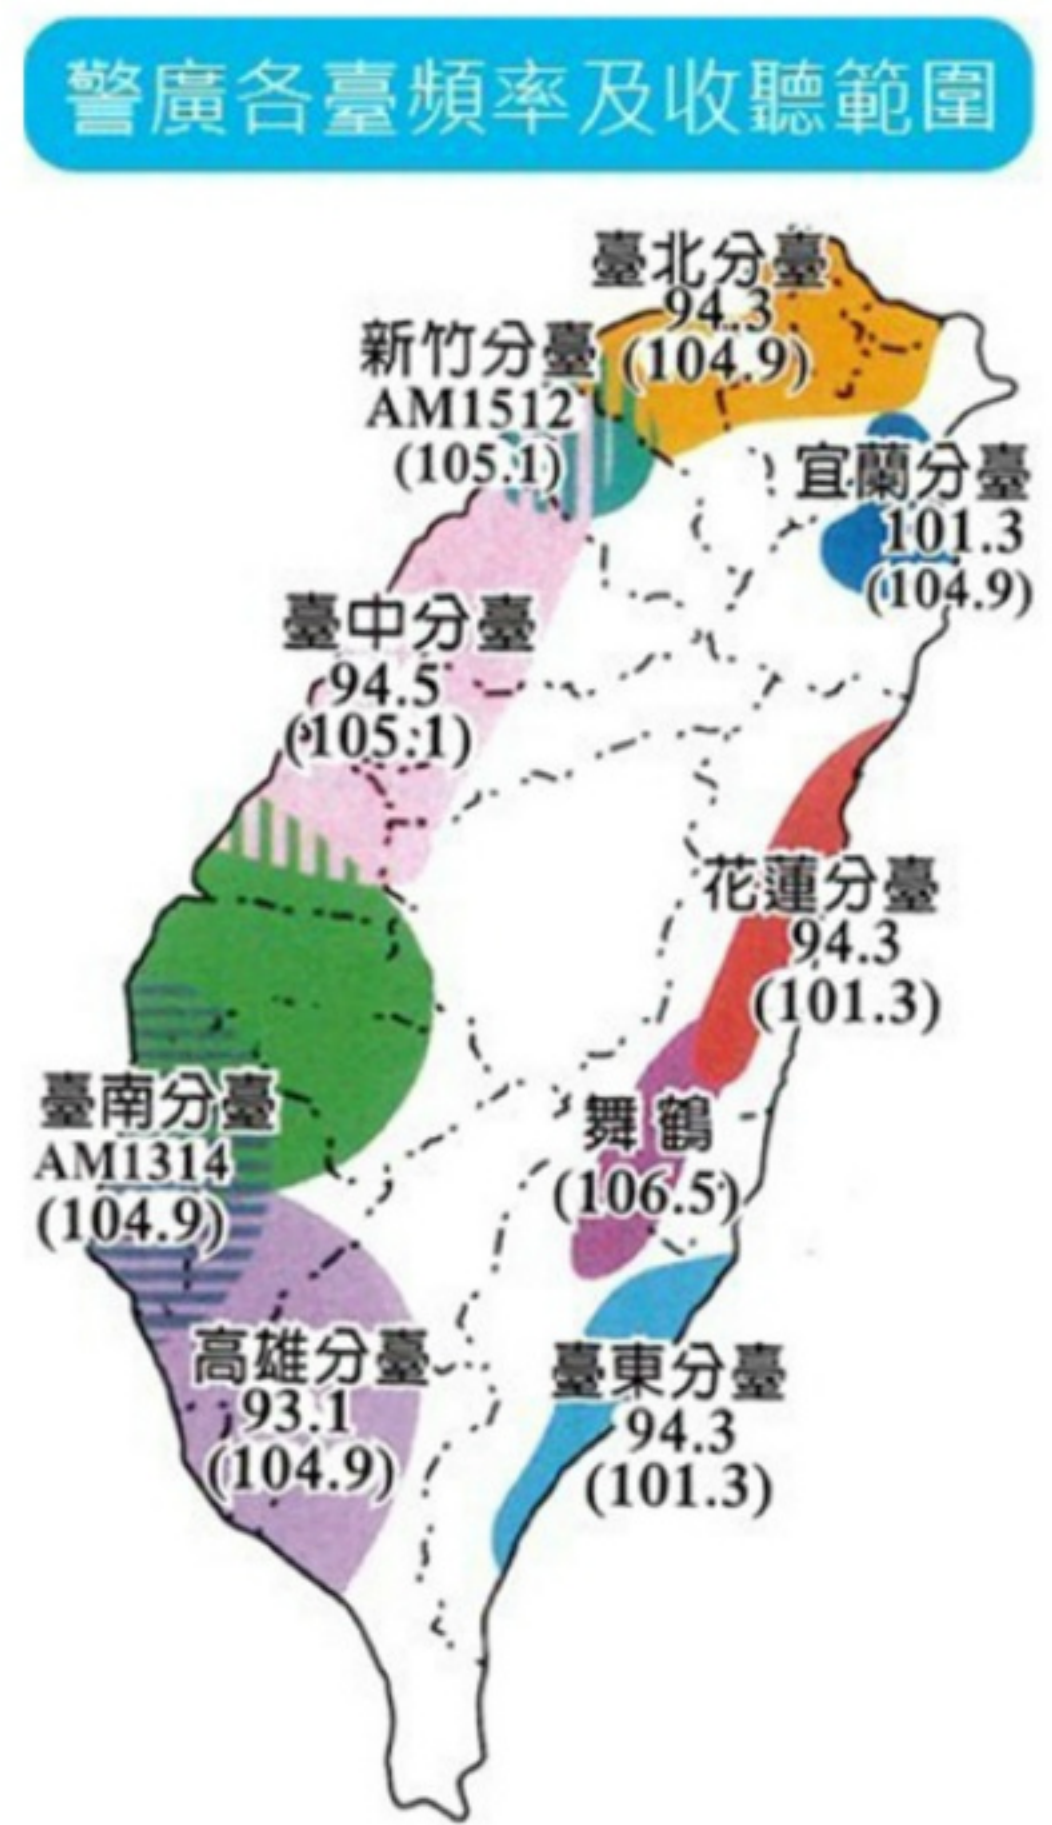 警廣各臺頻率及收聽範圍
臺北分臺
94.3
(104.9)
新竹分臺
AM1512
(105.1)
宜蘭分臺
101.3
(104.9)
臺中分臺
94.5
(105.1)
花蓮分臺
94.3
(101.3)
臺南分臺
AM1314
(104.9)
舞鶴
(106.5)
高雄分臺
93.1
(104.9)
臺東分臺
94.3
(101.3)